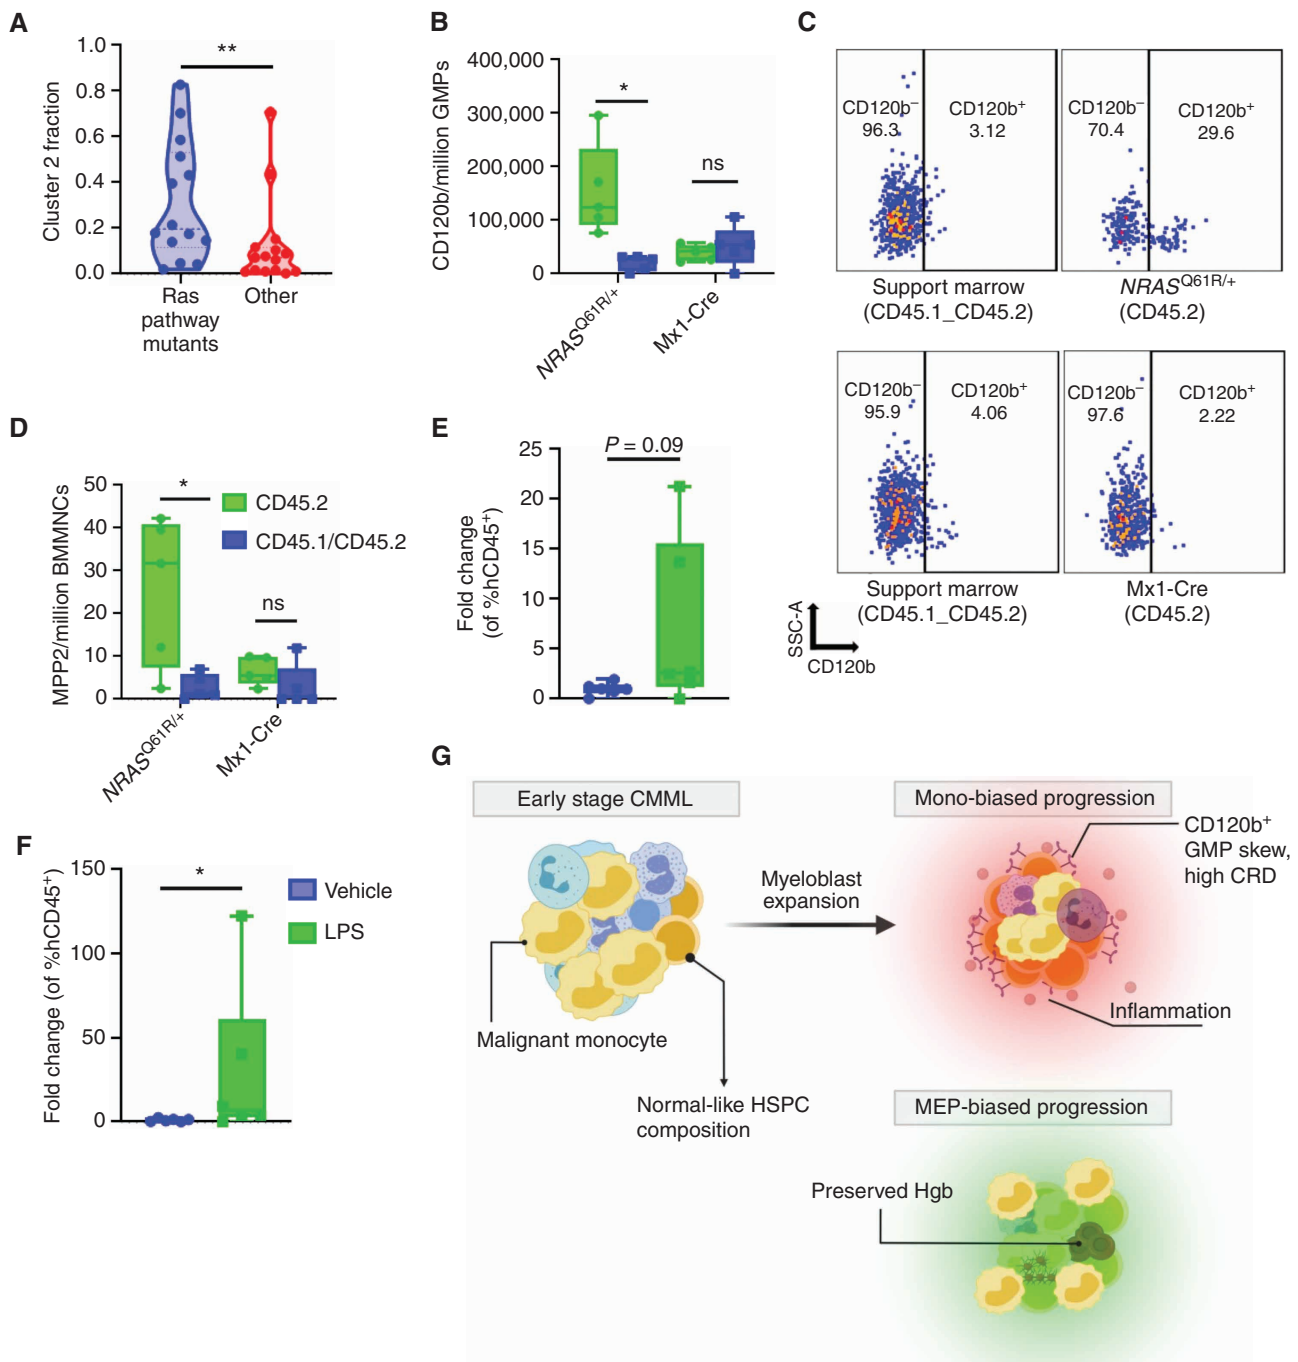 A
Cluster 2 fraction
1.0
0.8
0.6
0.4
0.2
0.0
**
Ras
pathway
mutants
Other
B
CD120b/million GMPs
400,000
300,000
200,000
100,000
0
*
ns
NRAS^Q61R/+
Mx1-Cre
C
CD120b⁻
96.3
CD120b⁺
3.12
CD120b⁻
70.4
CD120b⁺
29.6
Support marrow
(CD45.1_CD45.2)
NRAS^Q61R/+
(CD45.2)
CD120b⁻
95.9
CD120b⁺
4.06
CD120b⁻
97.6
CD120b⁺
2.22
Support marrow
(CD45.1_CD45.2)
Mx1-Cre
(CD45.2)
SSC-A
CD120b
D
MPP2/million BMMNCs
50
40
30
20
10
0
*
ns
CD45.2
CD45.1/CD45.2
NRAS^Q61R/+
Mx1-Cre
E
Fold change
(of %hCD45⁺)
25
20
15
10
5
0
P = 0.09
F
Fold change (of %hCD45⁺)
150
100
50
0
*
Vehicle
LPS
G
Early stage CMML
Malignant monocyte
Normal-like HSPC
composition
Myeloblast
expansion
Mono-biased progression
CD120b⁺
GMP skew,
high CRD
Inflammation
MEP-biased progression
Preserved Hgb